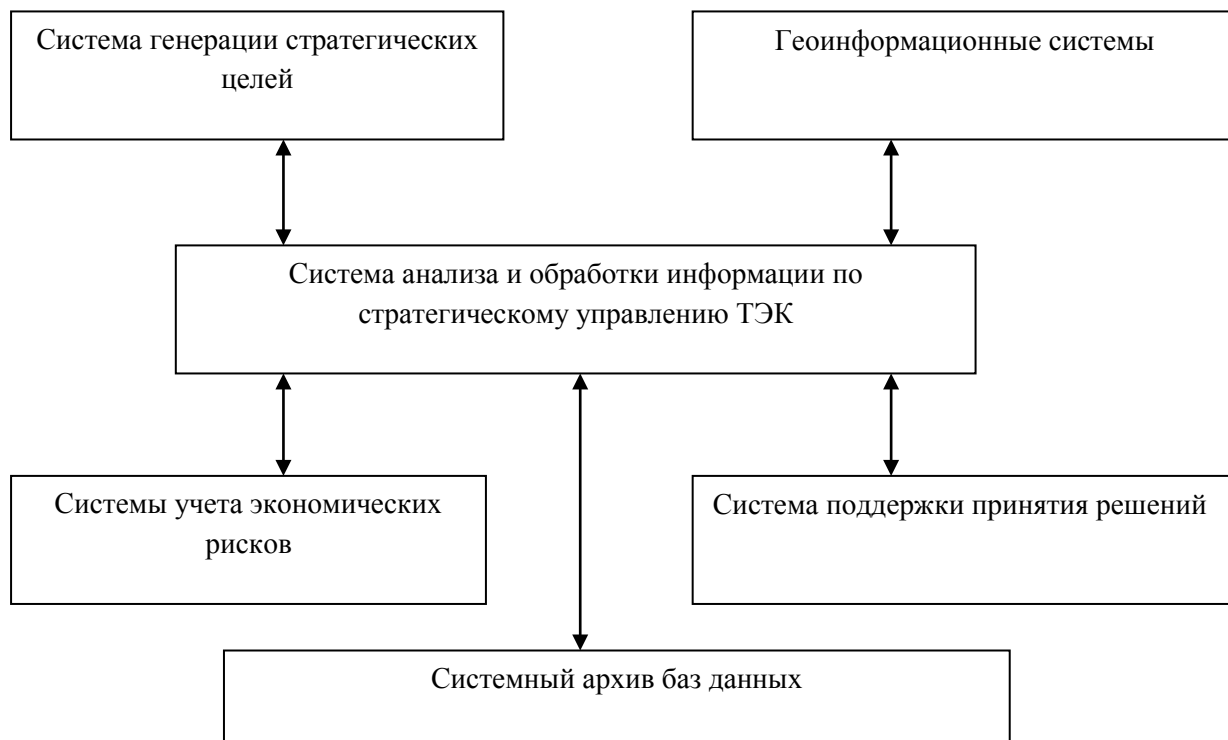 Система генерации стратегических
целей
Геоинформационные системы
Система анализа и обработки информации по
стратегическому управлению ТЭК
Системы учета экономических
рисков
Система поддержки принятия решений
Системный архив баз данных